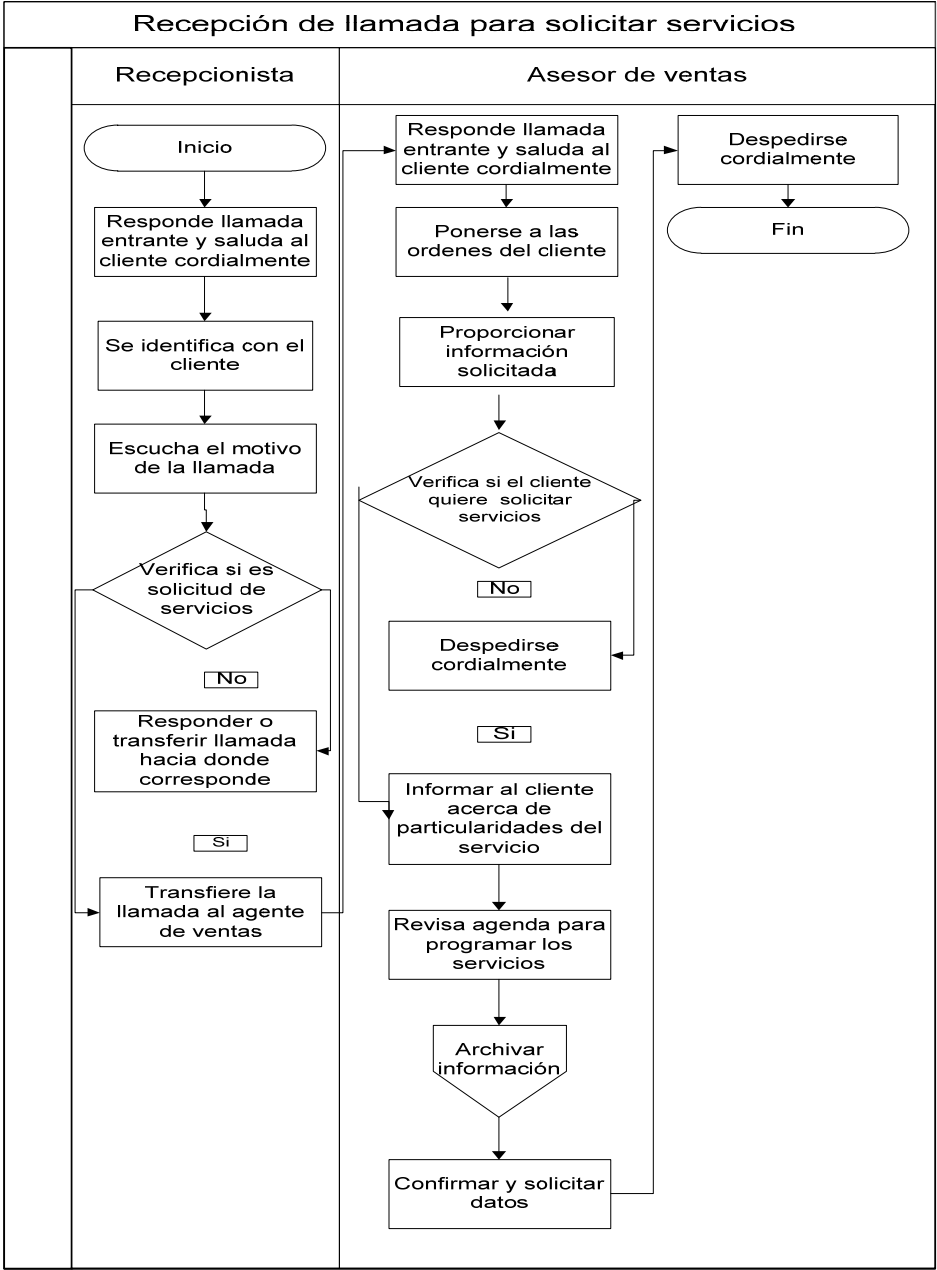 Recepción de llamada para solicitar servicios
Recepcionista
Asesor de ventas
Inicio
Responde llamada
entrante y saluda al
cliente cordialmente
Se identifica con el
cliente
Escucha el motivo
de la llamada
Verifica si es
solicitud de
servicios
No
Responder o
transferir llamada
hacia donde
corresponde
Si
Transfiere la
llamada al agente
de ventas
Responde llamada
entrante y saluda al
cliente cordialmente
Ponerse a las
ordenes del cliente
Proporcionar
información
solicitada
Verifica si el cliente
quiere solicitar
servicios
No
Despedirse
cordialmente
Si
Informar al cliente
acerca de
particularidades del
servicio
Revisa agenda para
programar los
servicios
Archivar
información
Confirmar y solicitar
datos
Despedirse
cordialmente
Fin